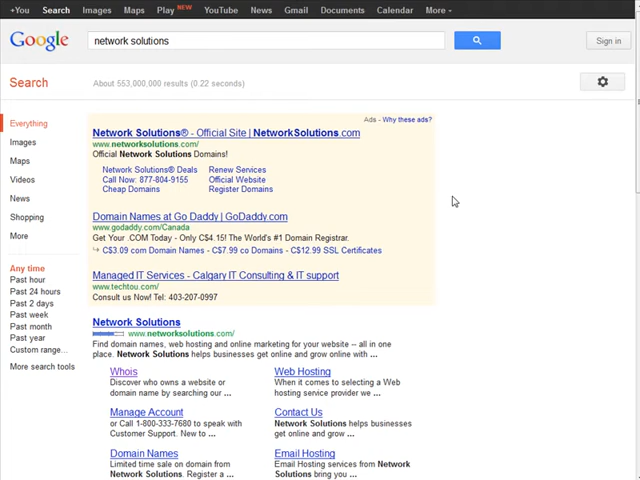 +You Search Images Maps Play NEW YouTube News Gmail Documents Calendar More
Google network solutions Sign in
Search About 553,000,000 results (0.22 seconds)
Everything
Images
Maps
Videos
News
Shopping
More
Any time
Past hour
Past 24 hours
Past 2 days
Past week
Past month
Past year
Custom range...
More search tools
Ads - Why these ads?
Network Solutions® - Official Site | NetworkSolutions.com
www.networksolutions.com/
Official Network Solutions Domains!
Network Solutions® Deals Renew Services
Call Now: 877-804-9155 Official Website
Cheap Domains Register Domains
Domain Names at Go Daddy | GoDaddy.com
www.godaddy.com/Canada
Get Your .COM Today - Only C$4.15! The World's #1 Domain Registrar.
C$3.09 com Domain Names - C$7.99 co Domains - C$12.99 SSL Certificates
Managed IT Services - Calgary IT Consulting & IT support
www.techtou.com/
Consult us Now! Tel: 403-207-0997
Network Solutions
www.networksolutions.com/
Find domain names, web hosting and online marketing for your website -- all in one
place. Network Solutions helps businesses get online and grow online with ...
Whois
Discover who owns a website or
domain name by searching our ...
Web Hosting
When it comes to selecting a Web
hosting service provider we ...
Manage Account
or Call 1-800-333-7680 to speak with
Customer Support. New to ...
Contact Us
Network Solutions helps businesses
get online and grow ...
Domain Names
Limited time sale on domain from
Network Solutions. Register a ...
Email Hosting
Email Hosting services from Network
Solutions bring you ...